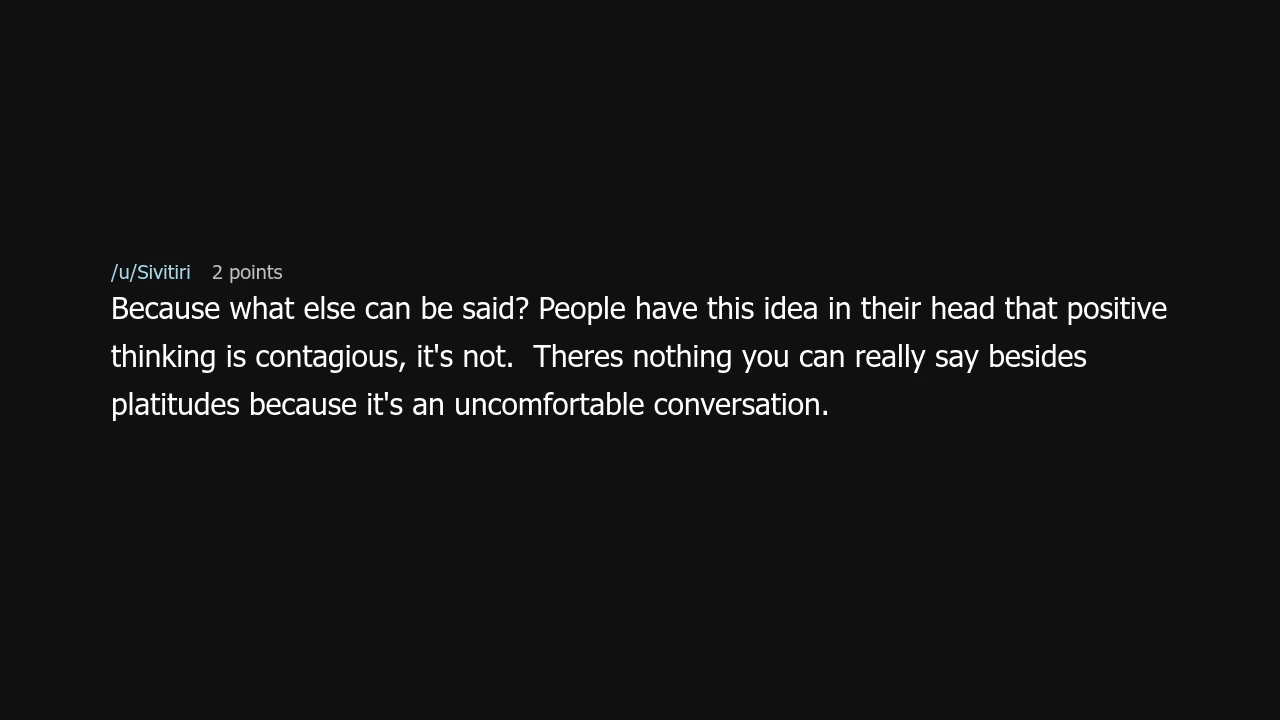 /u/Sivitiri 2 points
Because what else can be said? People have this idea in their head that positive
thinking is contagious, it's not.  Theres nothing you can really say besides
platitudes because it's an uncomfortable conversation.